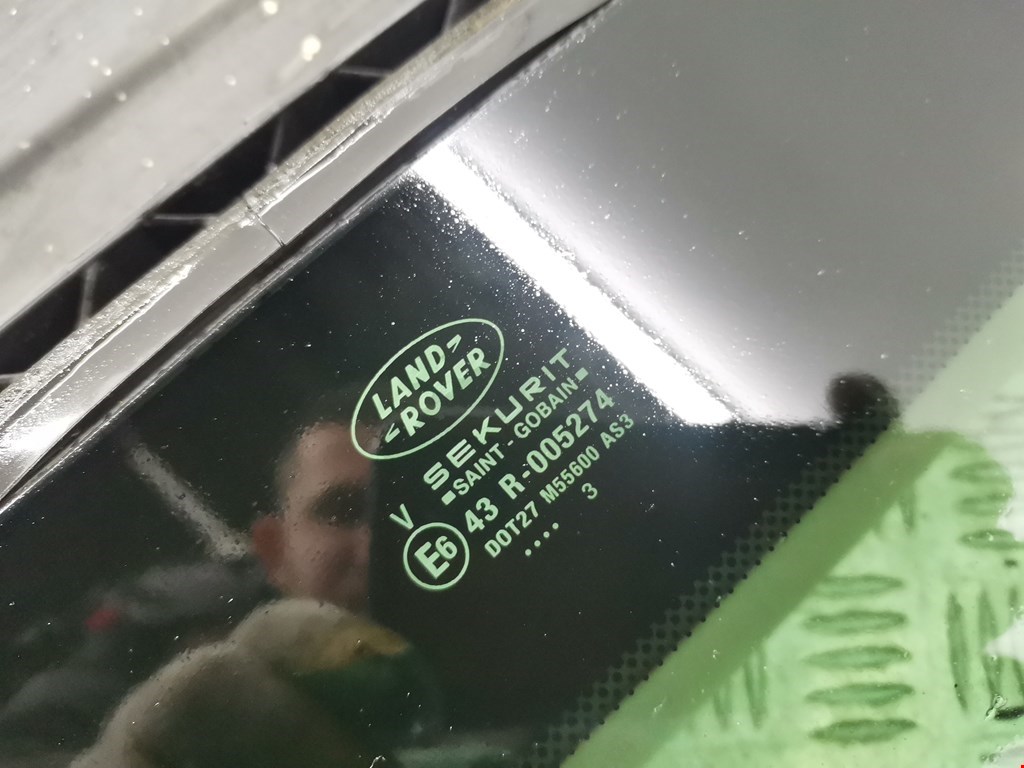 LAND
ROVER
V SEKURIT
SAINT-GOBAIN
E6 43 R-005274
DOT27 M55600 AS3
.... 3